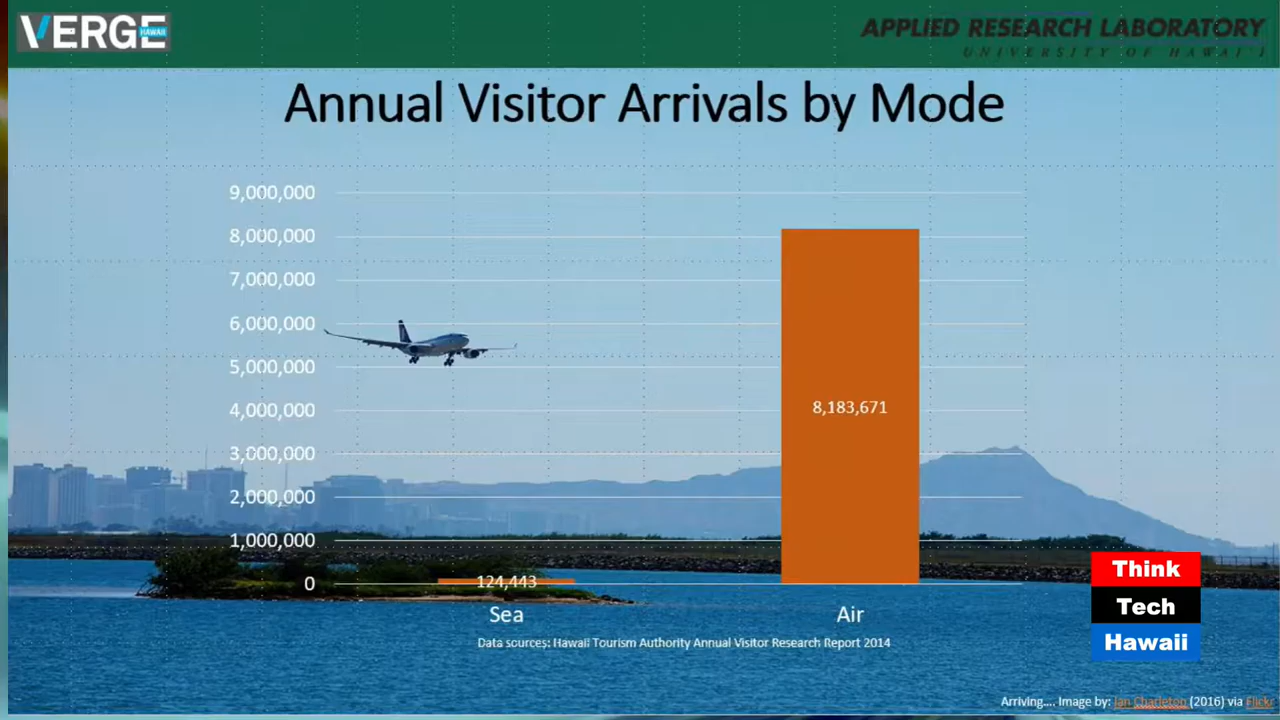 VERGE
HAWAII
APPLIED RESEARCH LABORATORY
UNIVERSITY OF HAWAI'I
Annual Visitor Arrivals by Mode
9,000,000
8,000,000
7,000,000
6,000,000
5,000,000
4,000,000
3,000,000
2,000,000
1,000,000
0
8,183,671
124,443
Sea
Air
Data sources: Hawaii Tourism Authority Annual Visitor Research Report 2014
Think
Tech
Hawaii
Arriving.... Image by: Jan Charleton (2016) via Flickr